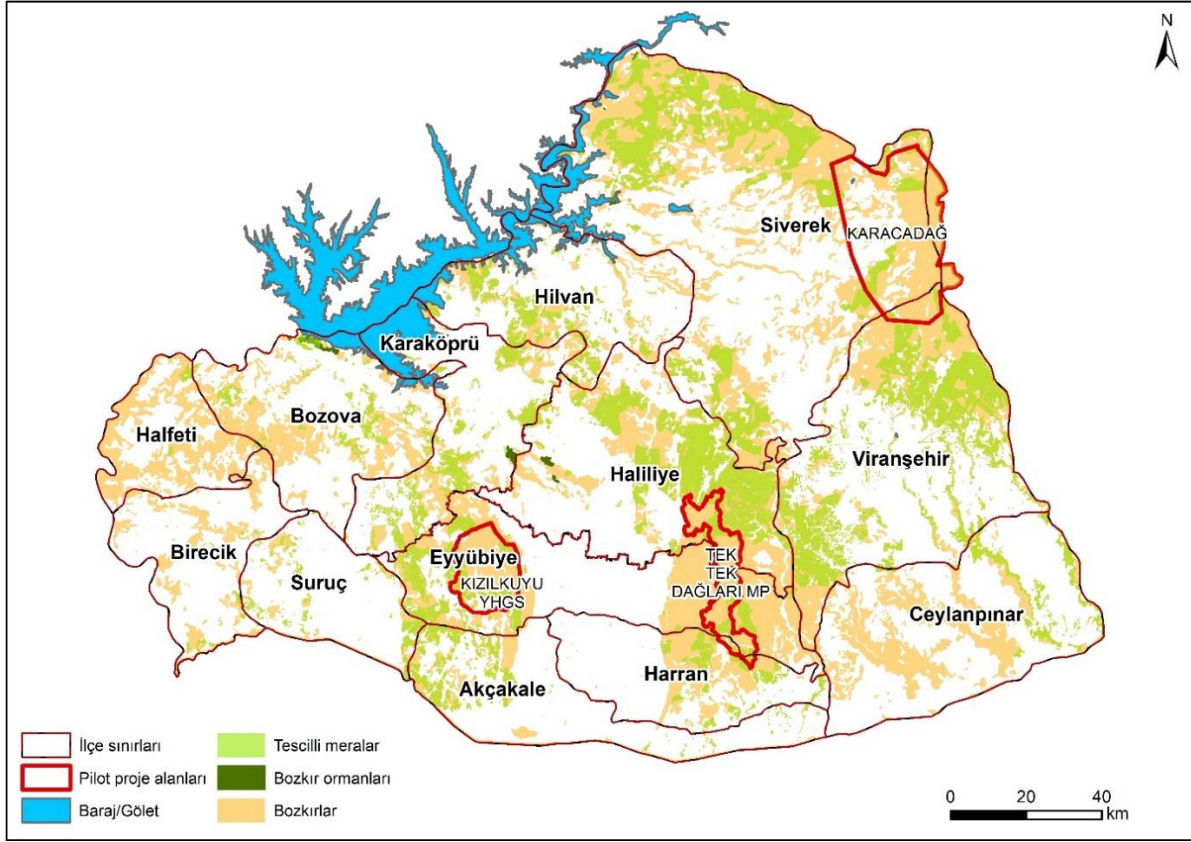 N
Siverek
KARACADAĞ
Hilvan
Karaköprü
Bozova
Halfeti
Viranşehir
Haliliye
Birecik
Suruç
Eyyübiye
KIZILKUYU
YHGS
TEK
TEK
DAĞLARI MP
Ceylanpınar
Akçakale
Harran
İlçe sınırları
Pilot proje alanları
Baraj/Gölet
Tescilli meralar
Bozkır ormanları
Bozkırlar
0 20 40
km